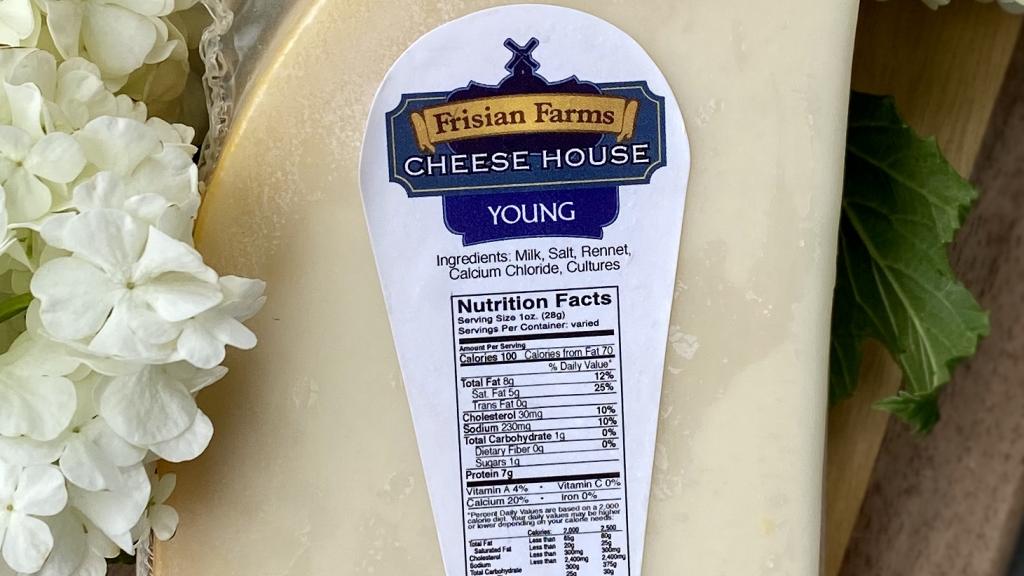 Frisian Farms
CHEESE HOUSE
YOUNG
Ingredients: Milk, Salt, Rennet,
Calcium Chloride, Cultures
Nutrition Facts
Serving Size 1oz. (28g)
Servings Per Container: varied
Amount Per Serving
Calories 100 Calories from Fat 70
% Daily Value*
Total Fat 8g 12%
Sat. Fat 5g 25%
Trans Fat 0g
Cholesterol 30mg 10%
Sodium 230mg 10%
Total Carbohydrate 1g 0%
Dietary Fiber 0g 0%
Sugars 1g
Protein 7g
Vitamin A 4% • Vitamin C 0%
Calcium 20% • Iron 0%
*Percent Daily Values are based on a 2,000
calorie diet. Your daily values may be higher
or lower depending on your calorie needs:
Calories: 2,000 2,500
Total Fat Less than 65g 80g
Saturated Fat Less than 20g 25g
Cholesterol Less than 300mg 300mg
Sodium Less than 2,400mg 2,400mg
Total Carbohydrate 300g 375g
25g 30g